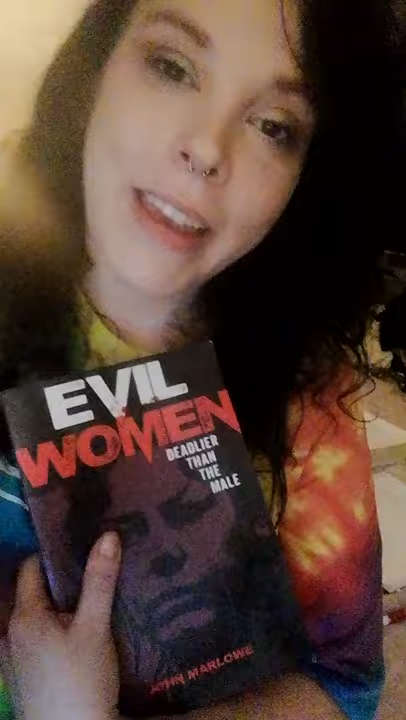 EVIL
WOMEN
DEADLIER
THAN
THE
MALE
JOHN MARLOWE